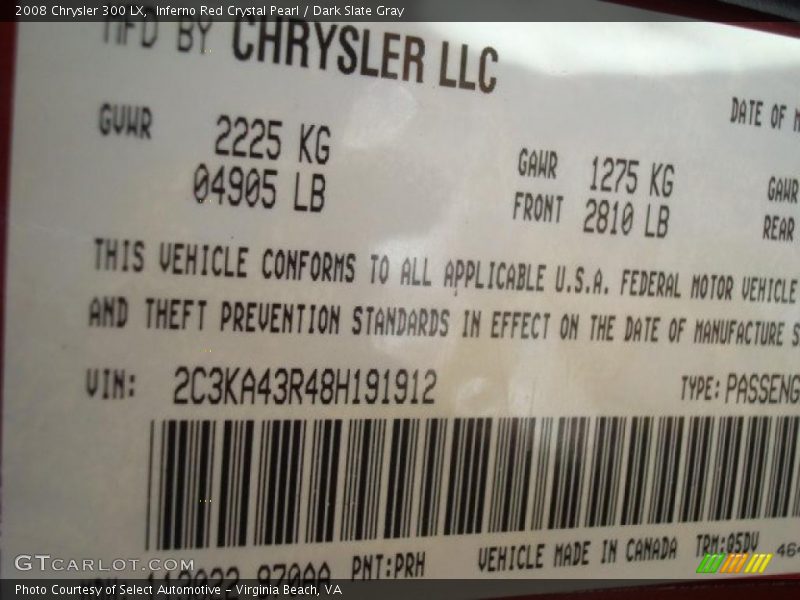 2008 Chrysler 300 LX, Inferno Red Crystal Pearl / Dark Slate Gray
MFD BY CHRYSLER LLC
DATE OF M
GVWR 2225 KG
04905 LB
GAWR 1275 KG
FRONT 2810 LB
GAWR
REAR
THIS VEHICLE CONFORMS TO ALL APPLICABLE U.S.A. FEDERAL MOTOR VEHICLE
AND THEFT PREVENTION STANDARDS IN EFFECT ON THE DATE OF MANUFACTURE S
VIN: 2C3KA43R48H191912 TYPE: PASSENG
PNT:PRH VEHICLE MADE IN CANADA TRM:05DV 464
GTCARLOT.COM
Photo Courtesy of Select Automotive - Virginia Beach, VA